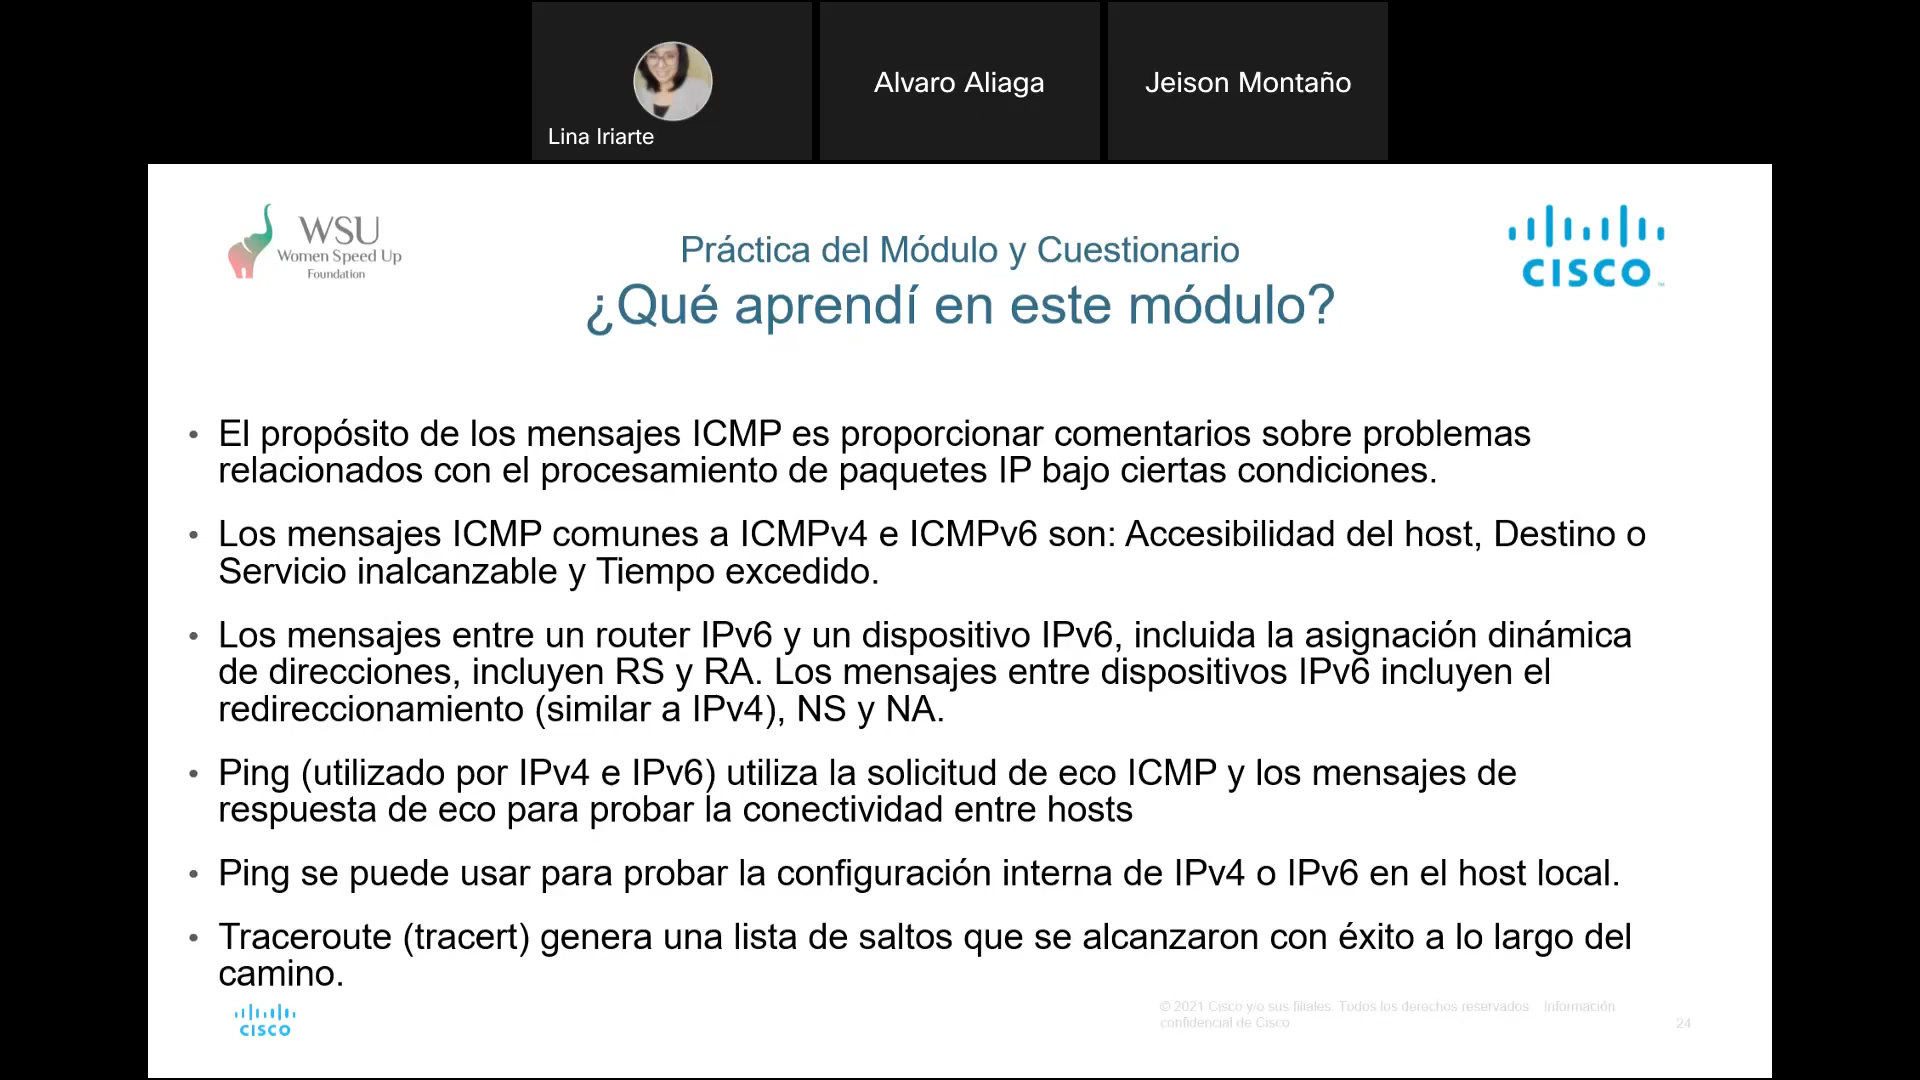 Lina Iriarte
Alvaro Aliaga
Jeison Montaño
WSU
Women Speed Up
Foundation
CISCO
Práctica del Módulo y Cuestionario
¿Qué aprendí en este módulo?
• El propósito de los mensajes ICMP es proporcionar comentarios sobre problemas
relacionados con el procesamiento de paquetes IP bajo ciertas condiciones.
• Los mensajes ICMP comunes a ICMPv4 e ICMPv6 son: Accesibilidad del host, Destino o
Servicio inalcanzable y Tiempo excedido.
• Los mensajes entre un router IPv6 y un dispositivo IPv6, incluida la asignación dinámica
de direcciones, incluyen RS y RA. Los mensajes entre dispositivos IPv6 incluyen el
redireccionamiento (similar a IPv4), NS y NA.
• Ping (utilizado por IPv4 e IPv6) utiliza la solicitud de eco ICMP y los mensajes de
respuesta de eco para probar la conectividad entre hosts
• Ping se puede usar para probar la configuración interna de IPv4 o IPv6 en el host local.
• Traceroute (tracert) genera una lista de saltos que se alcanzaron con éxito a lo largo del
camino.
CISCO
© 2021 Cisco y/o sus filiales. Todos los derechos reservados Información
confidencial de Cisco
24